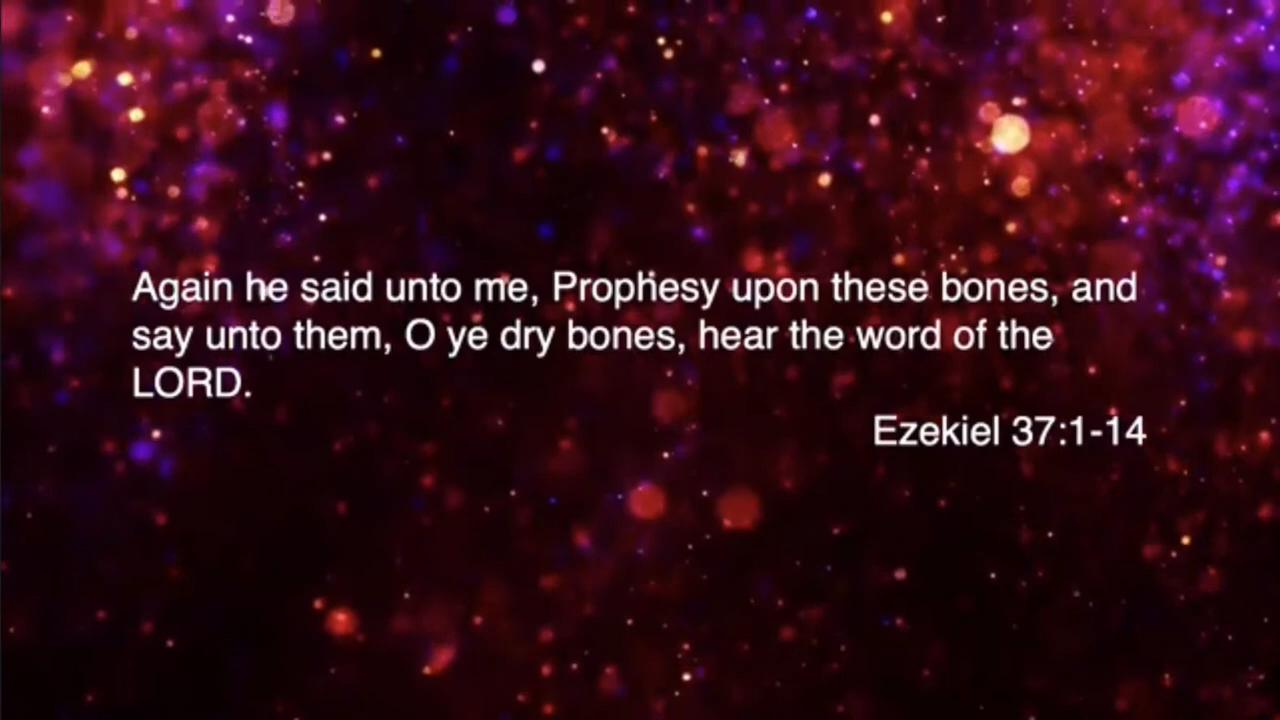 Again he said unto me, Prophesy upon these bones, and
say unto them, O ye dry bones, hear the word of the
LORD.
Ezekiel 37:1-14